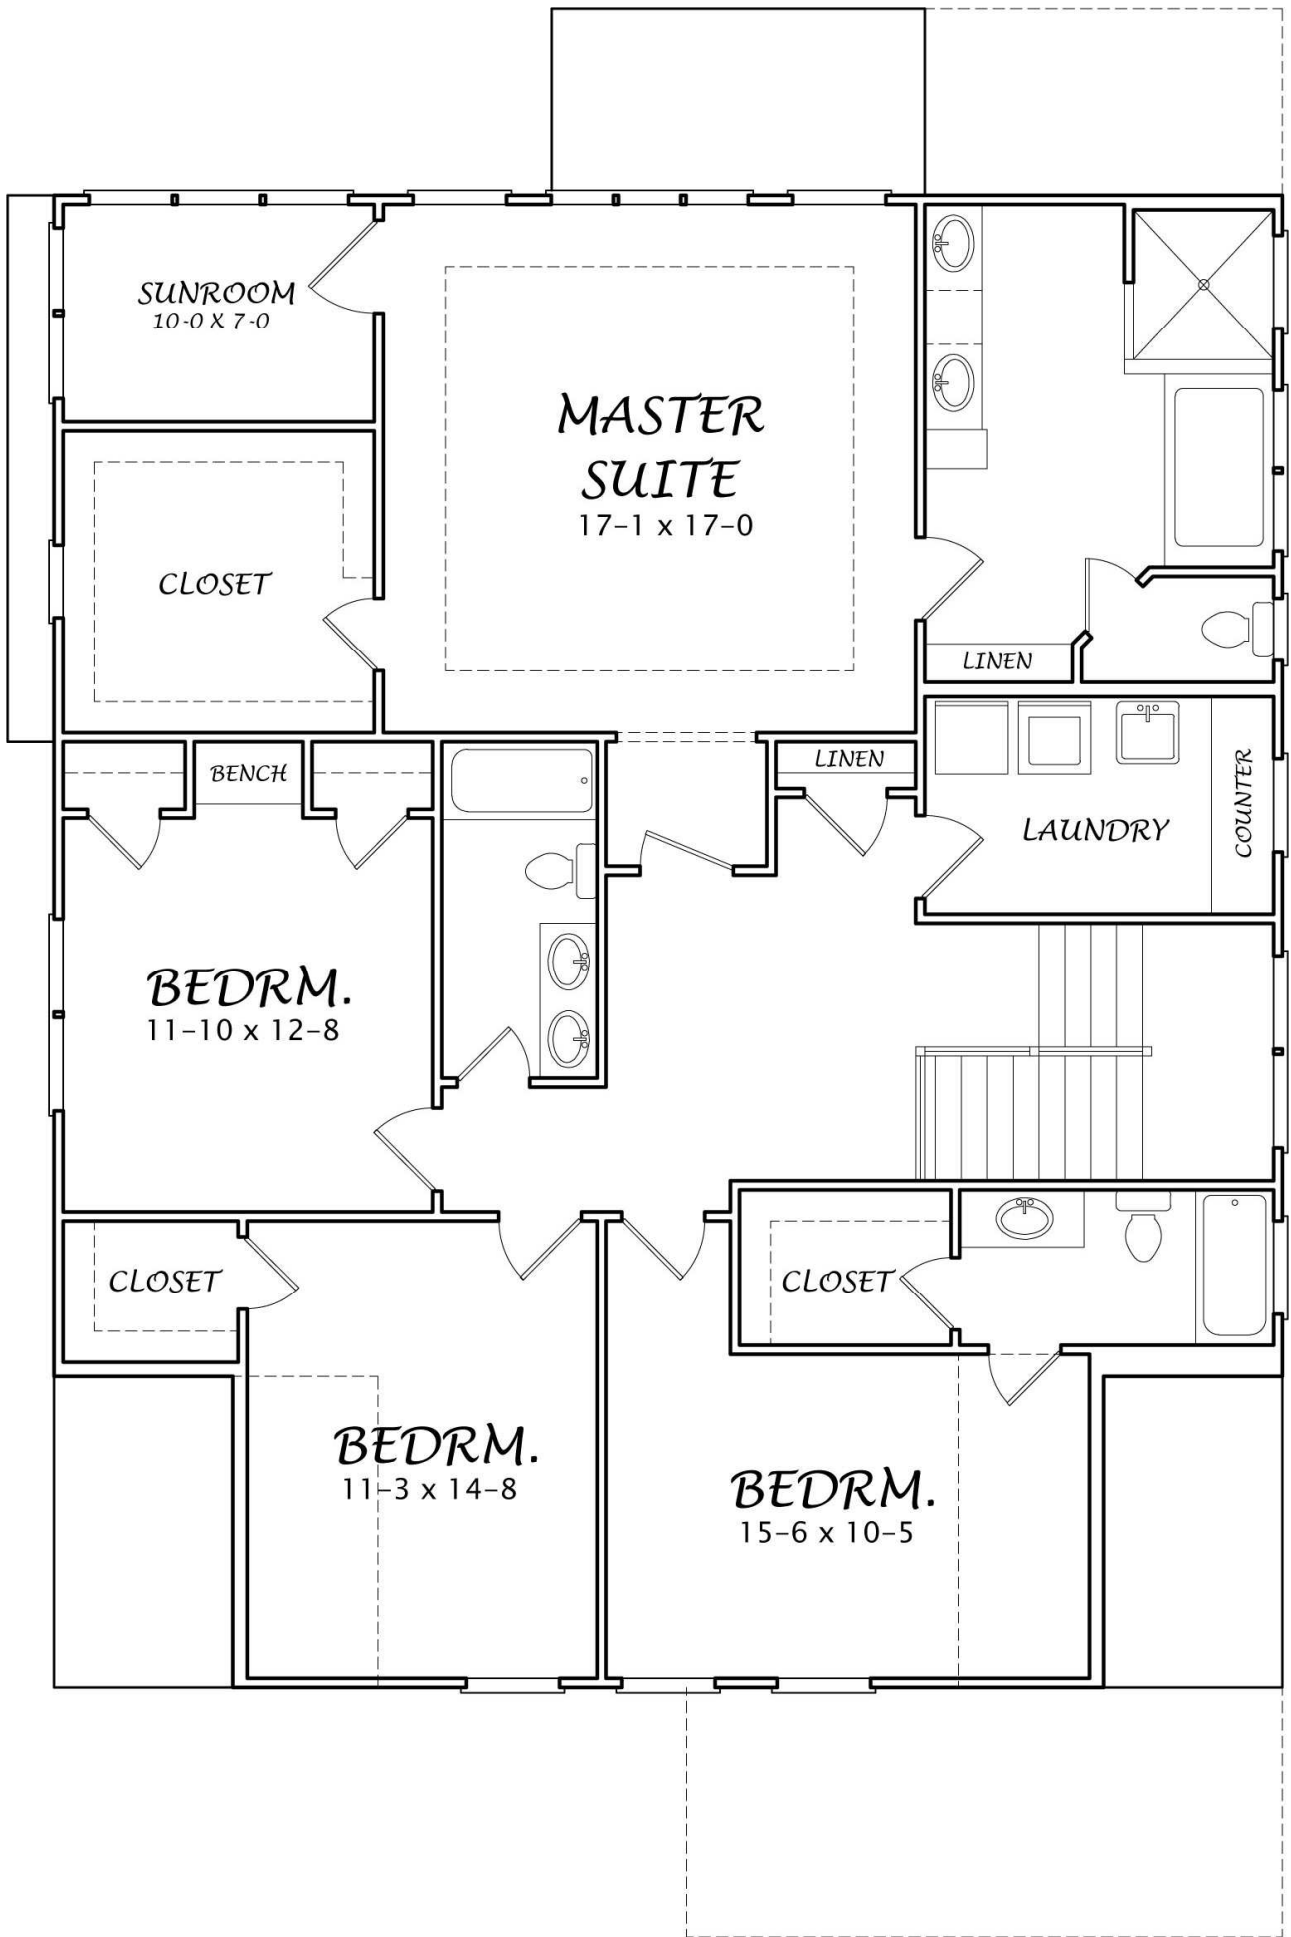 SUNROOM
10-0 X 7-0
MASTER
SUITE
17-1 x 17-0
CLOSET
LINEN
BENCH
LINEN
LAUNDRY
COUNTER
BEDRM.
11-10 x 12-8
CLOSET
CLOSET
BEDRM.
11-3 x 14-8
BEDRM.
15-6 x 10-5